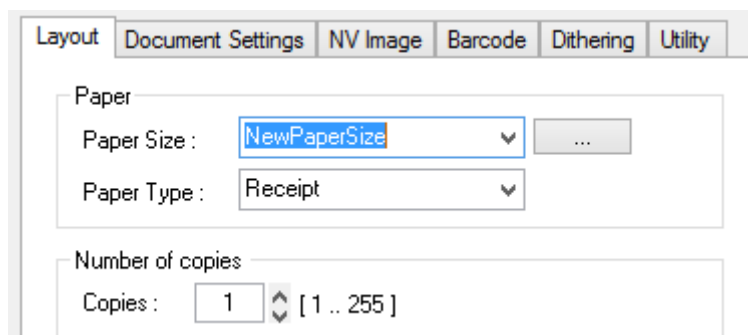 Layout Document Settings NV Image Barcode Dithering Utility
Paper
Paper Size : NewPaperSize ...
Paper Type : Receipt
Number of copies
Copies : 1 [ 1 .. 255 ]